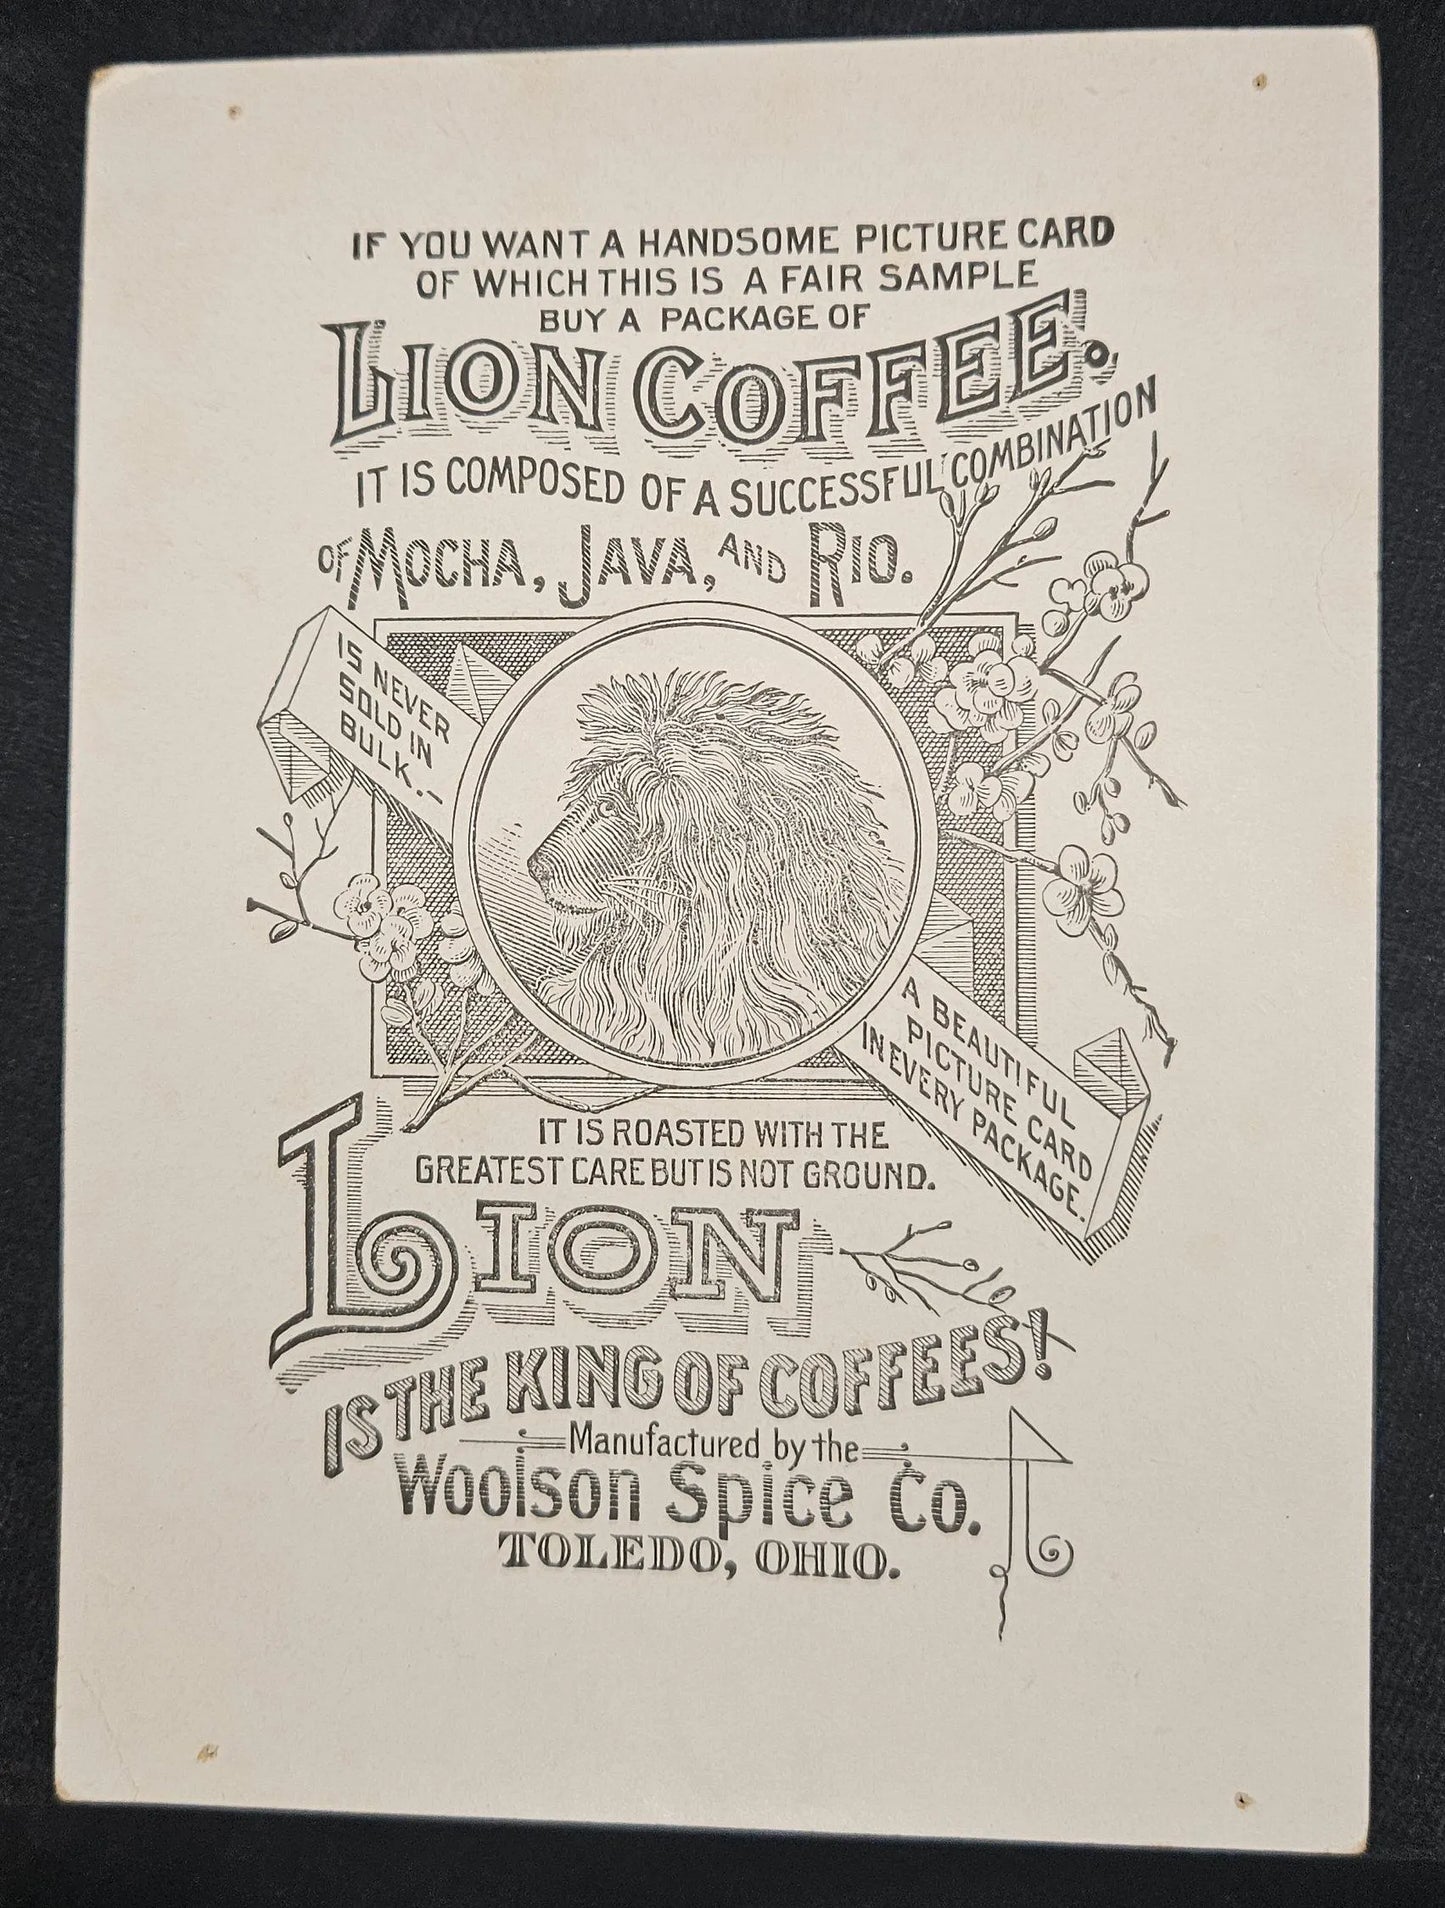 IF YOU WANT A HANDSOME PICTURE CARD
OF WHICH THIS IS A FAIR SAMPLE
BUY A PACKAGE OF
LION COFFEE.
IT IS COMPOSED OF A SUCCESSFUL COMBINATION
OF MOCHA, JAVA, AND RIO.
IS NEVER
SOLD IN
BULK.-
A BEAUTIFUL
PICTURE CARD
IN EVERY PACKAGE.
IT IS ROASTED WITH THE
GREATEST CARE BUT IS NOT GROUND.
LION
IS THE KING OF COFFEES!
Manufactured by the
Woolson Spice Co.
TOLEDO, OHIO.